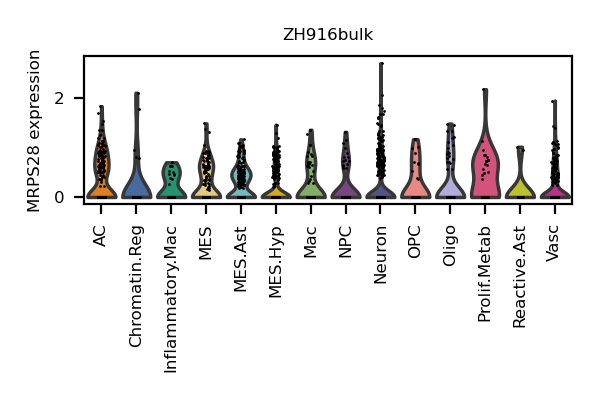 ZH916bulk
MRPS28 expression
2
0
AC
Chromatin.Reg
Inflammatory.Mac
MES
MES.Ast
MES.Hyp
Mac
NPC
Neuron
OPC
Oligo
Prolif.Metab
Reactive.Ast
Vasc